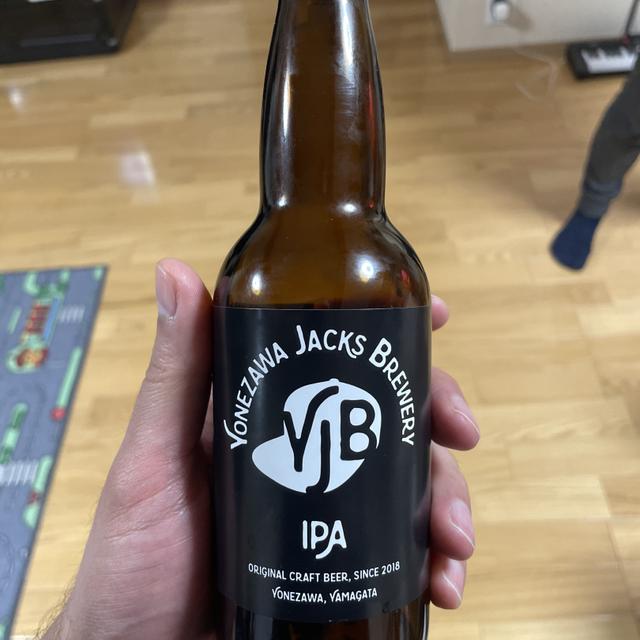 YONEZAWA JACKS BREWERY
YJB
IPA
ORIGINAL CRAFT BEER, SINCE 2018
YONEZAWA, YAMAGATA